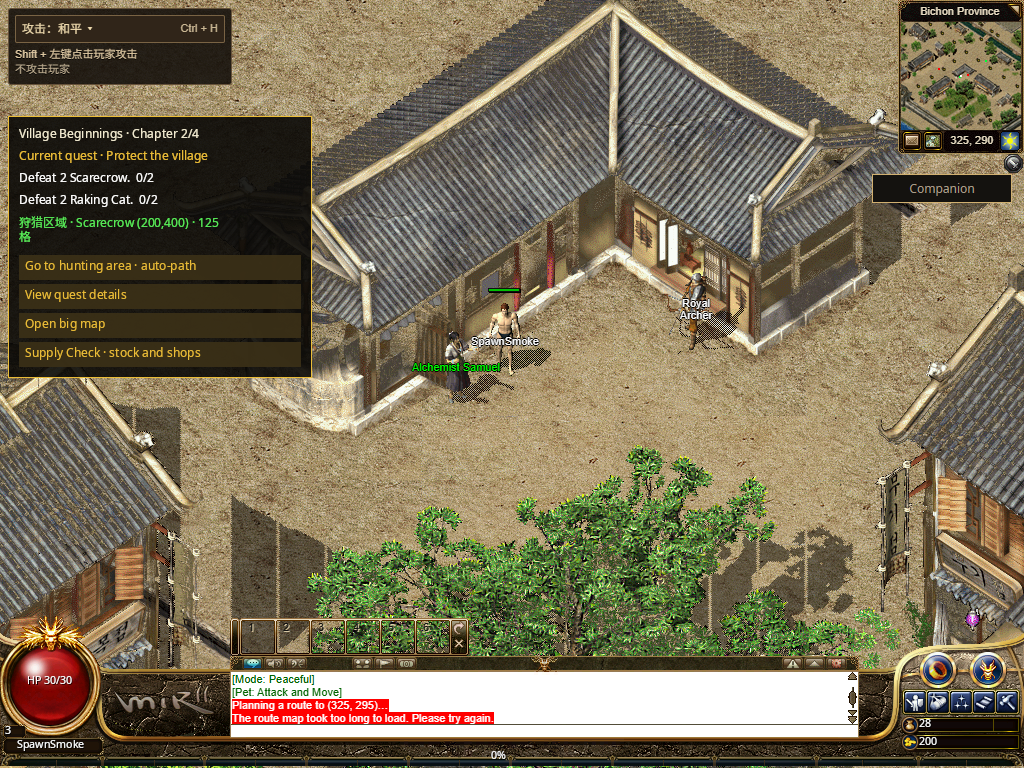 攻击: 和平 ▾ Ctrl + H
Shift + 左键点击玩家攻击
不攻击玩家
Bichon Province
325, 290
Companion
Village Beginnings · Chapter 2/4
Current quest · Protect the village
Defeat 2 Scarecrow. 0/2
Defeat 2 Raking Cat. 0/2
狩猎区域 · Scarecrow (200,400) · 125
格
Go to hunting area · auto-path
View quest details
Open big map
Supply Check · stock and shops
Royal
Archer
SpawnSmoke
Alchemist Samuel
1 2
HP 30/30
[Mode: Peaceful]
[Pet: Attack and Move]
Planning a route to (325, 295)...
The route map took too long to load. Please try again.
3
SpawnSmoke
0%
28
200